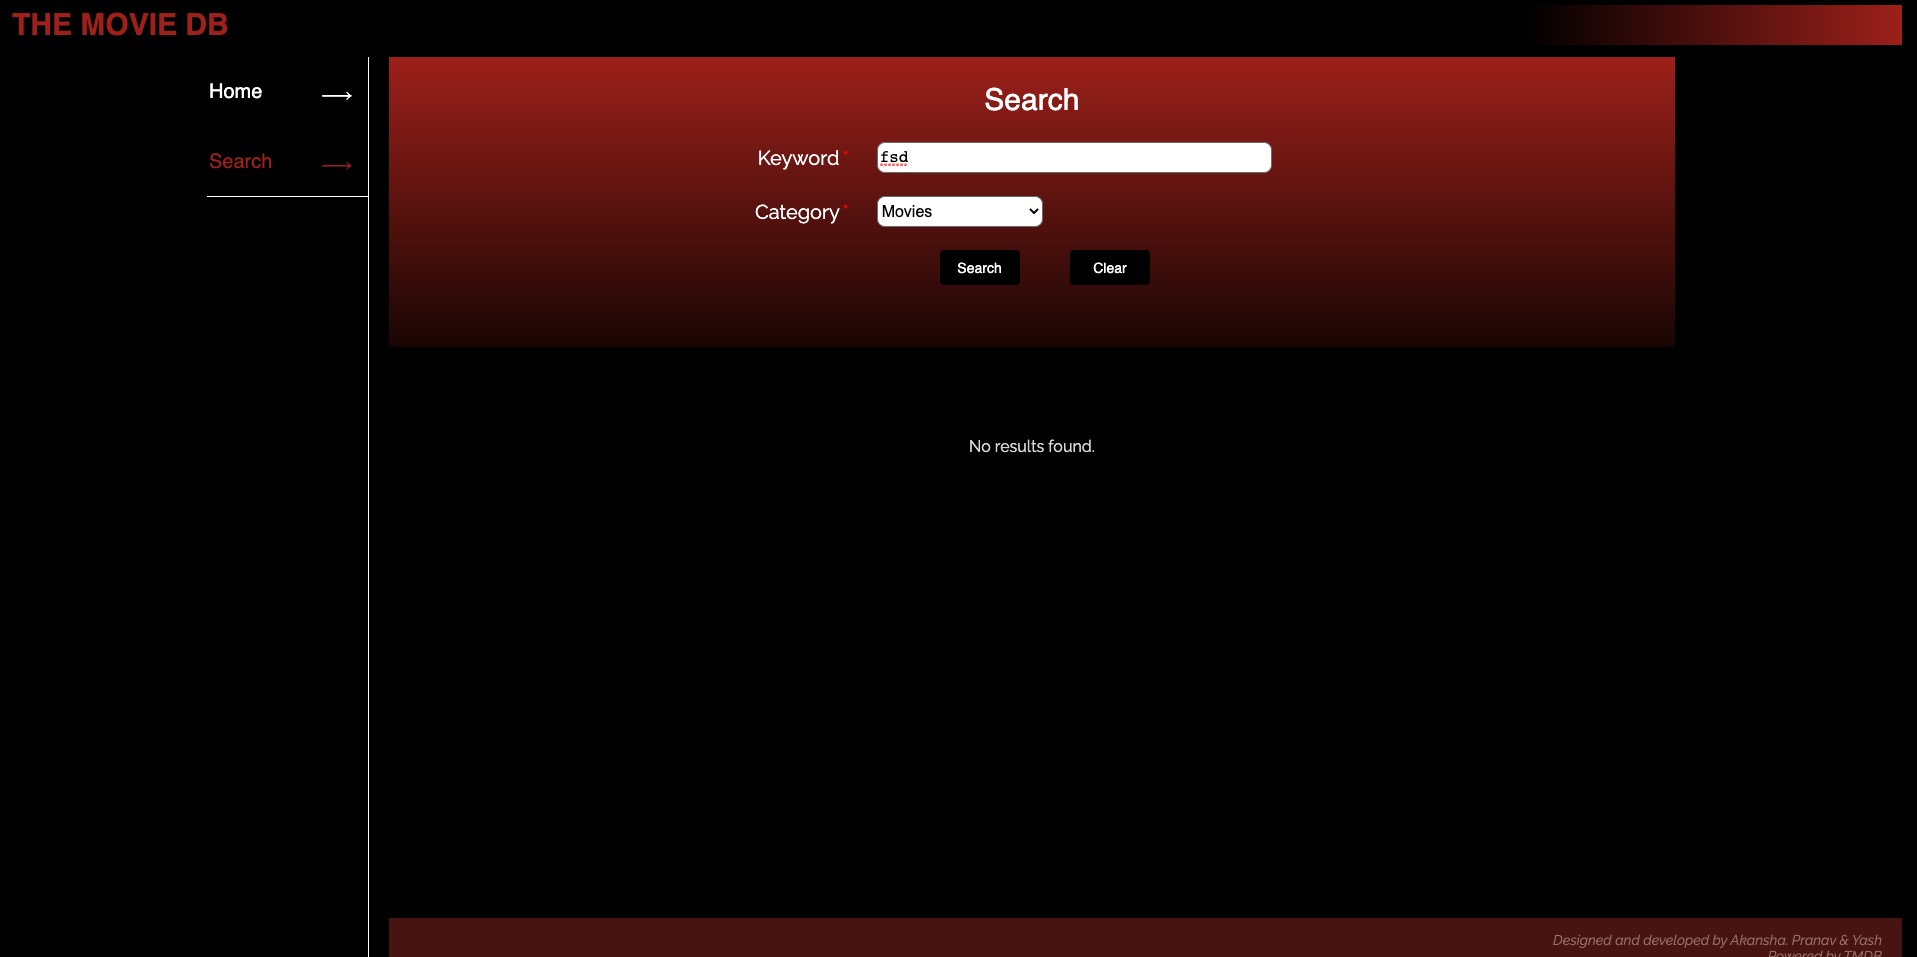 THE MOVIE DB
Home
Search
Search
Keyword *
fsd
Category *
Movies
Search Clear
No results found.
Designed and developed by Akansha. Pranav & Yash
Powered by TMDB